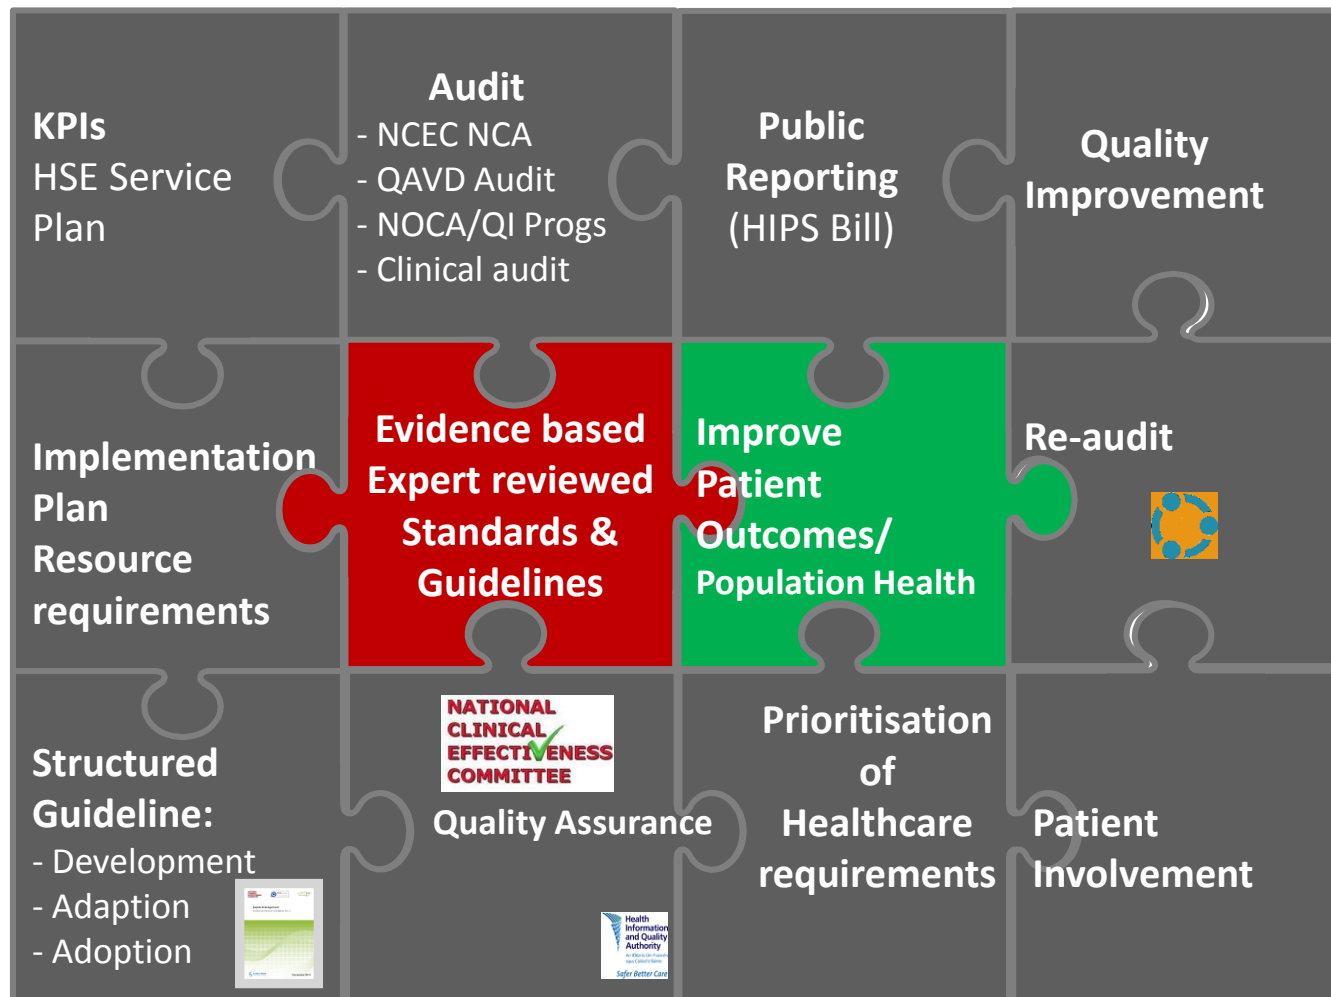 KPIs
HSE Service
Plan
Audit
- NCEC NCA
- QAVD Audit
- NOCA/QI Progs
- Clinical audit
Public
Reporting
(HIPS Bill)
Quality
Improvement
Implementation
Plan
Resource
requirements
Evidence based
Expert reviewed
Standards &
Guidelines
Improve
Patient
Outcomes/
Population Health
Re-audit
Structured
Guideline:
- Development
- Adaption
- Adoption
NATIONAL
CLINICAL
EFFECTIVENESS
COMMITTEE
Quality Assurance
Health
Information
and Quality
Authority
Safer Better Care
Prioritisation
of
Healthcare
requirements
Patient
Involvement